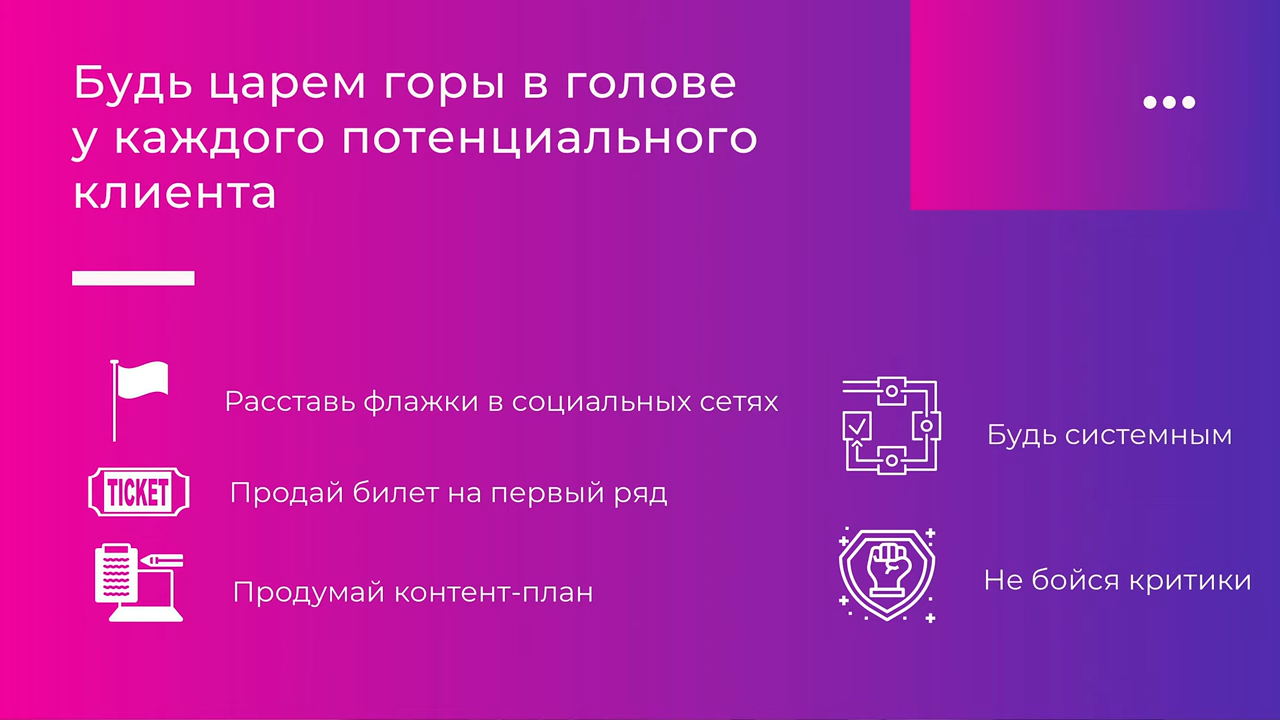 Будь царем горы в голове
у каждого потенциального
клиента
Расставь флажки в социальных сетях
TICKET
Продай билет на первый ряд
Продумай контент-план
Будь системным
Не бойся критики